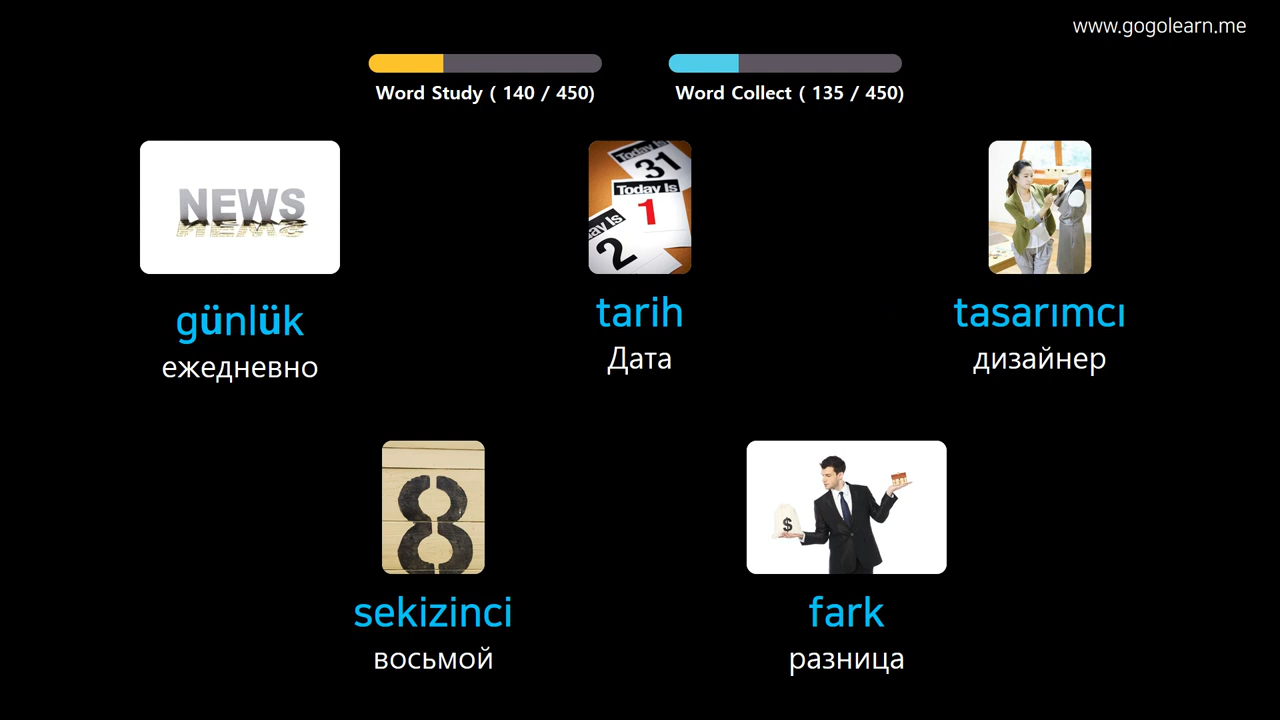 www.gogolearn.me
Word Study ( 140 / 450)
Word Collect ( 135 / 450)
NEWS
Today Is
31
Today Is
1
ay Is
2
günlük
ежедневно
tarih
Дата
tasarımcı
дизайнер
8
$
sekizinci
восьмой
fark
разница